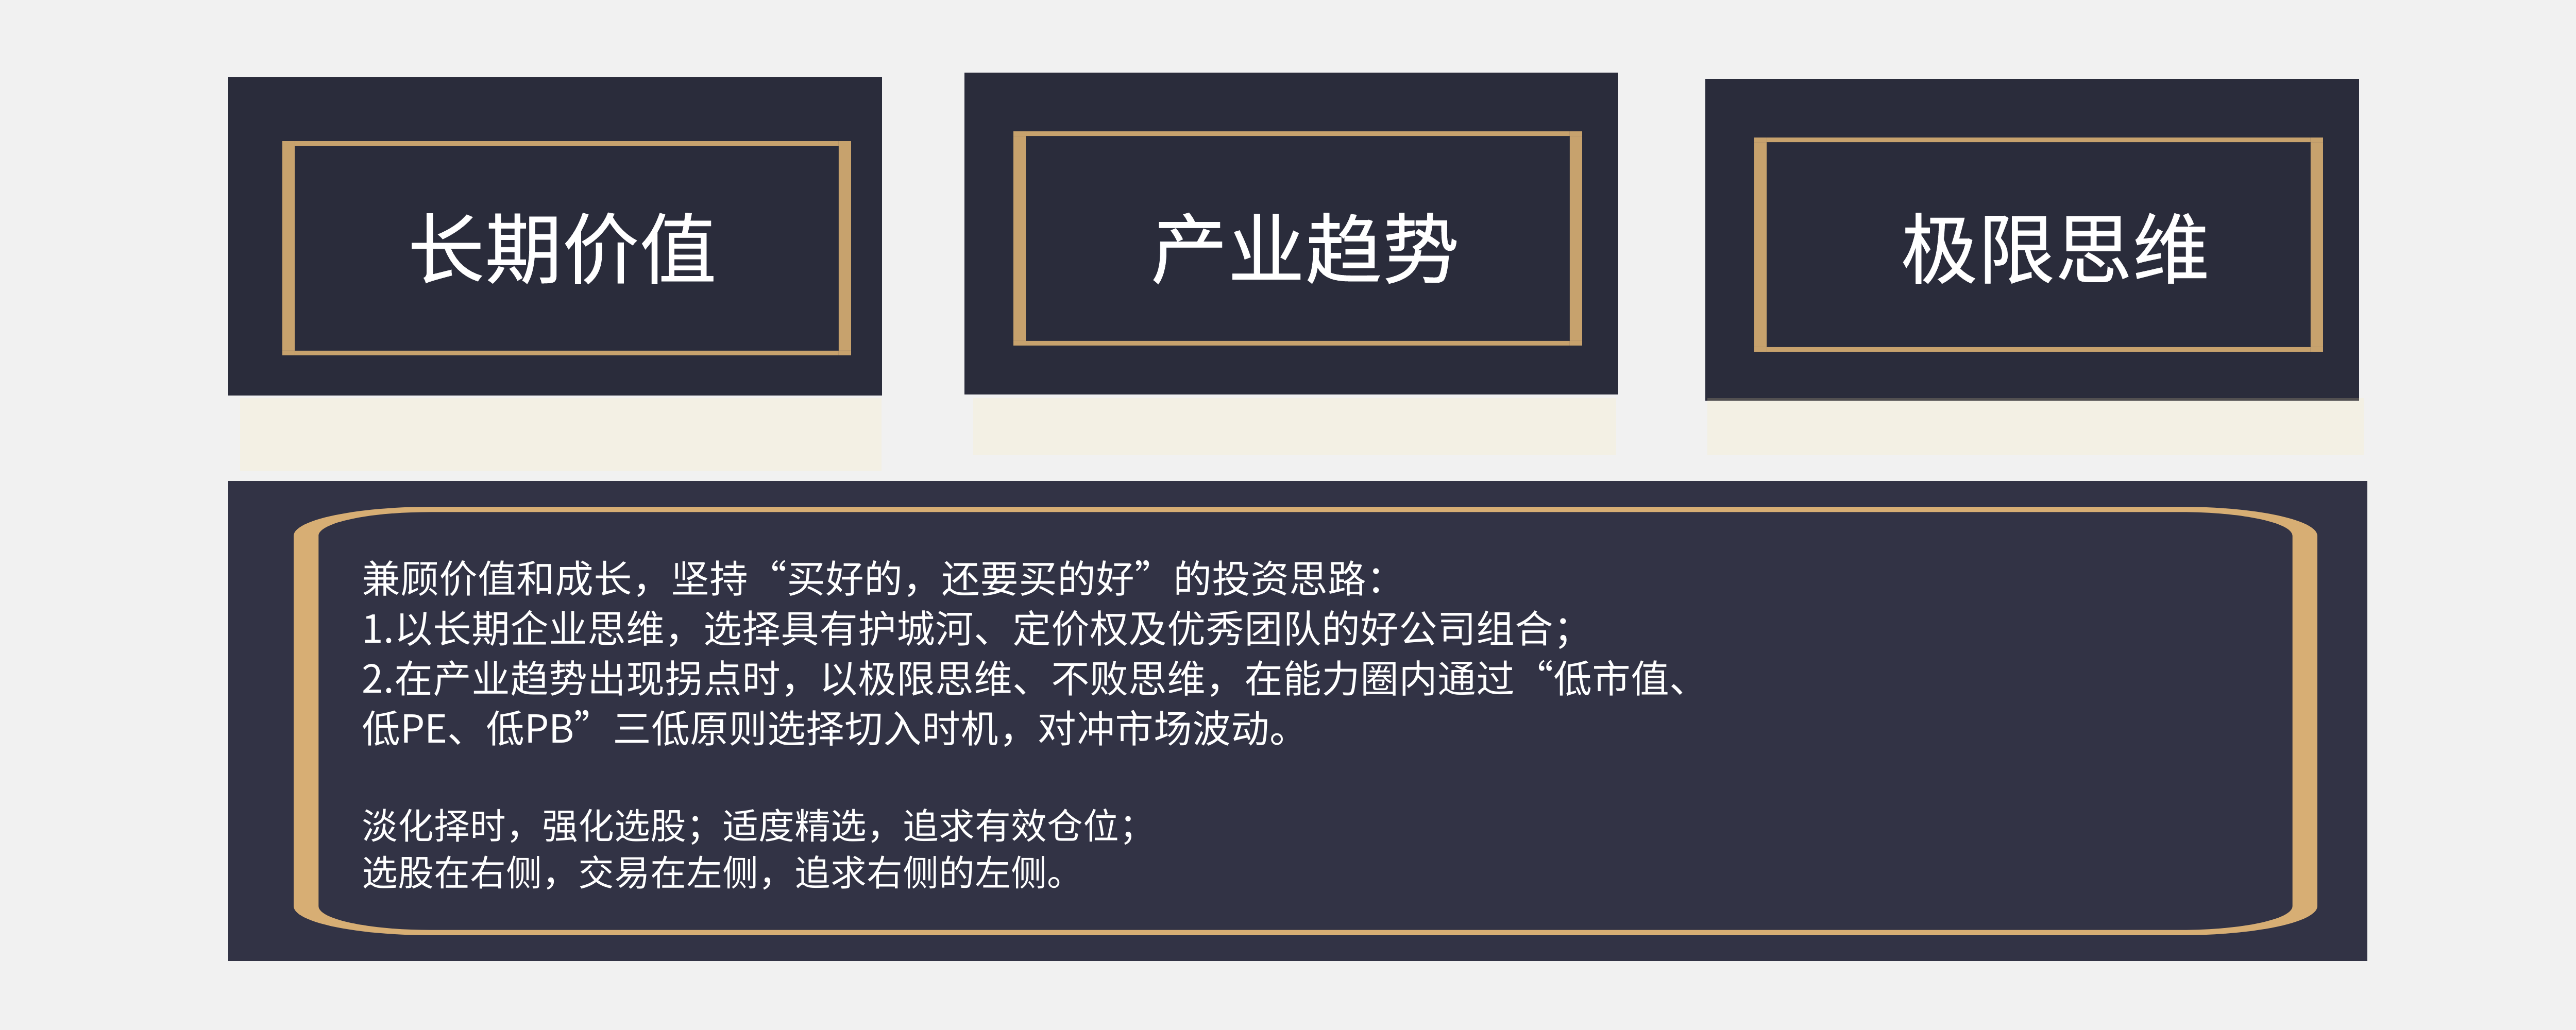 长期价值
产业趋势
极限思维
兼顾价值和成长，坚持“买好的，还要买的好”的投资思路：
1.以长期企业思维，选择具有护城河、定价权及优秀团队的好公司组合；
2.在产业趋势出现拐点时，以极限思维、不败思维，在能力圈内通过“低市值、
低PE、低PB”三低原则选择切入时机，对冲市场波动。
淡化择时，强化选股；适度精选，追求有效仓位；
选股在右侧，交易在左侧，追求右侧的左侧。